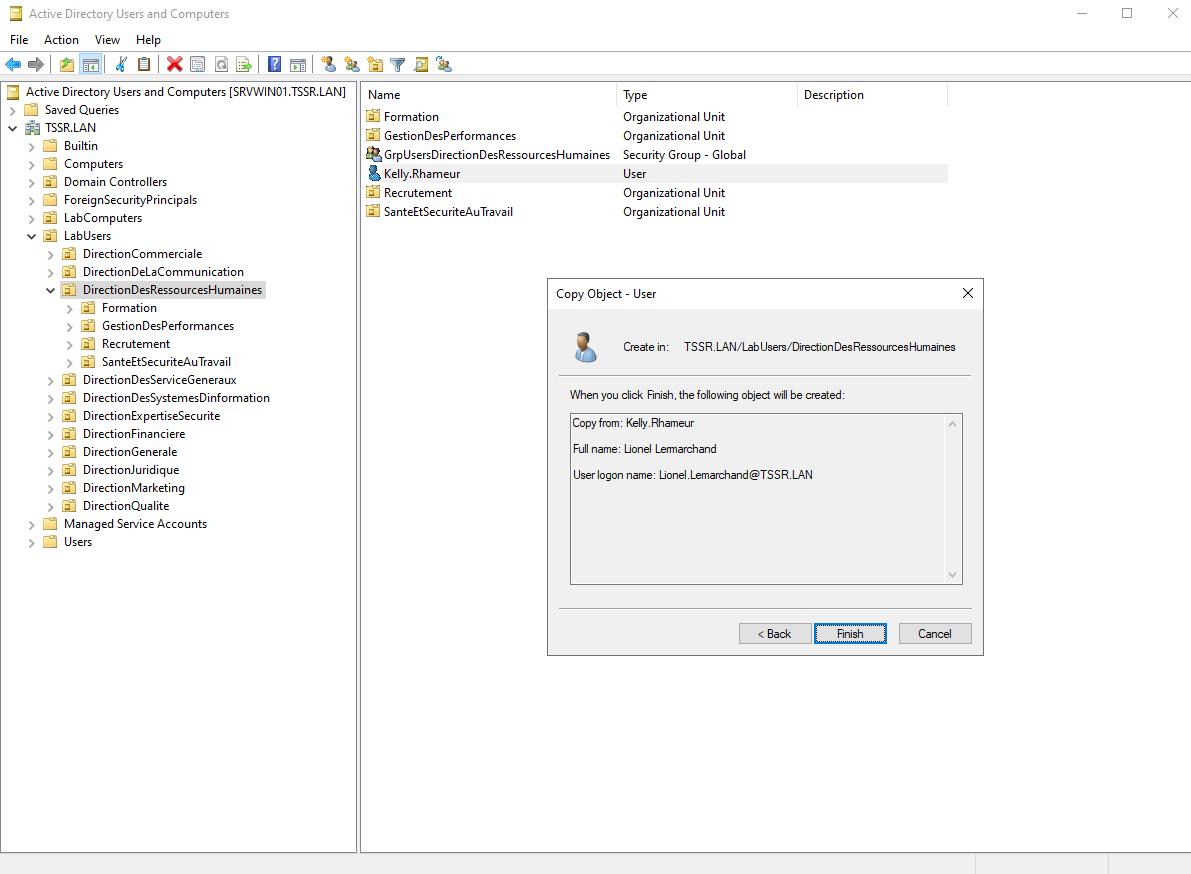 Active Directory Users and Computers
File Action View Help
Active Directory Users and Computers [SRVWIN01.TSSR.LAN]
Saved Queries
TSSR.LAN
Builtin
Computers
Domain Controllers
ForeignSecurityPrincipals
LabComputers
LabUsers
DirectionCommerciale
DirectionDeLaCommunication
DirectionDesRessourcesHumaines
Formation
GestionDesPerformances
Recrutement
SanteEtSecuriteAuTravail
DirectionDesServiceGeneraux
DirectionDesSystemesDinformation
DirectionExpertiseSecurite
DirectionFinanciere
DirectionGenerale
DirectionJuridique
DirectionMarketing
DirectionQualite
Managed Service Accounts
Users
Name Type Description
Formation Organizational Unit
GestionDesPerformances Organizational Unit
GrpUsersDirectionDesRessourcesHumaines Security Group - Global
Kelly.Rhameur User
Recrutement Organizational Unit
SanteEtSecuriteAuTravail Organizational Unit
Copy Object - User
Create in: TSSR.LAN/LabUsers/DirectionDesRessourcesHumaines
When you click Finish, the following object will be created:
Copy from: Kelly.Rhameur
Full name: Lionel Lemarchand
User logon name: Lionel.Lemarchand@TSSR.LAN
< Back Finish Cancel